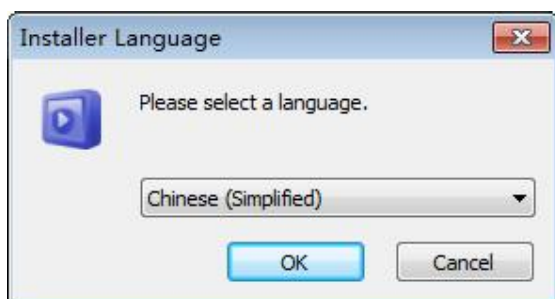 Installer Language
Please select a language.
Chinese (Simplified)
OK
Cancel